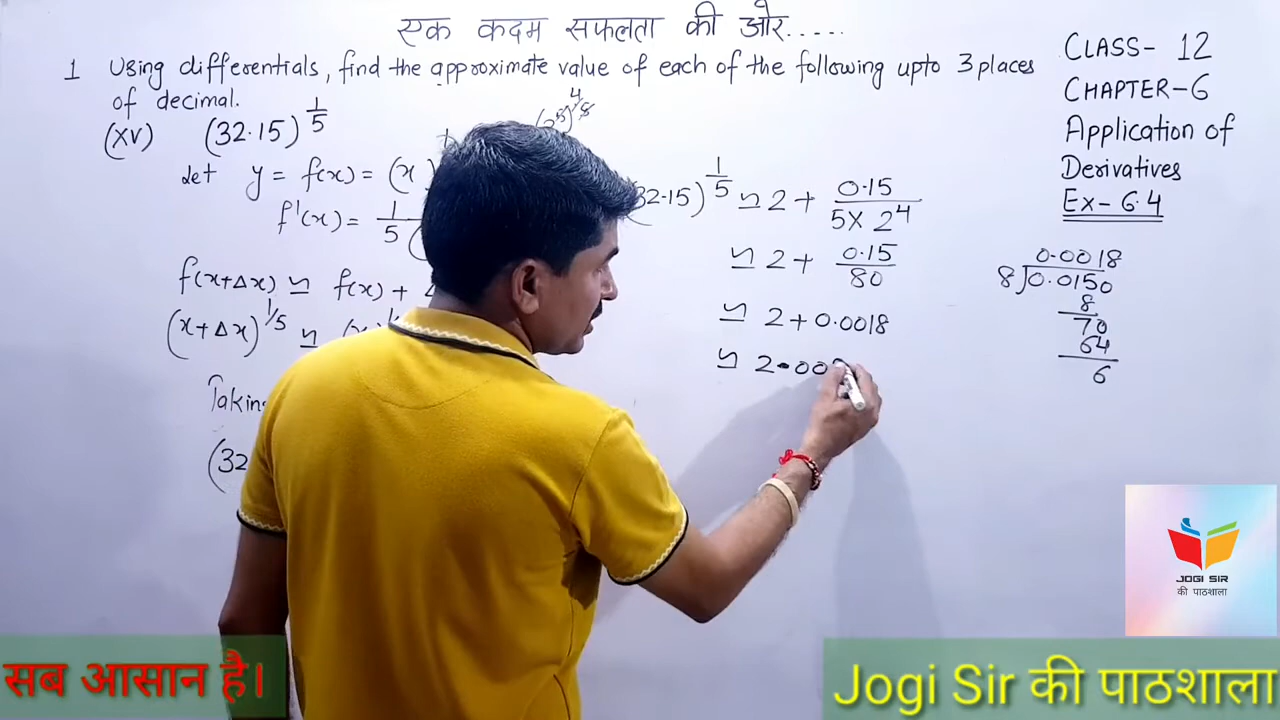 एक कदम सफलता की ओर.....
1 Using differentials, find the approximate value of each of the following upto 3 places
of decimal.
(XV) (32.15)^{1/5}
Let y = f(x) = (x)
f'(x) = 1/5(
f(x+Δx) ≃ f(x) +
(x+Δx)^{1/5} ≃
Taking
(32
32.15)^{1/5} ≃ 2 + 0.15/(5×2^4)
≃ 2 + 0.15/80
≃ 2+0.0018
≃ 2.00
CLASS- 12
CHAPTER-6
Application of
Derivatives
Ex- 6.4
0.0018
8)0.0150
8
70
64
6
JOGI SIR
की पाठशाला
सब आसान है।
Jogi Sir की पाठशाला